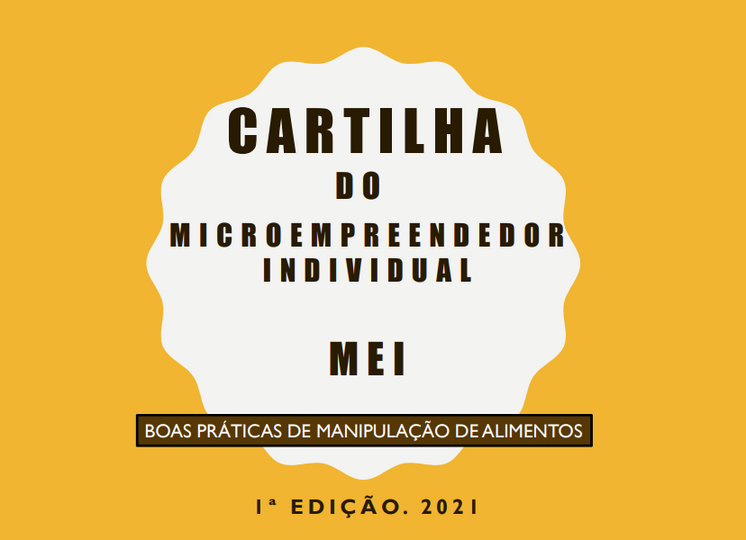 CARTILHA
DO
MICROEMPREENDEDOR
INDIVIDUAL
MEI
BOAS PRÁTICAS DE MANIPULAÇÃO DE ALIMENTOS
1ª EDIÇÃO. 2021